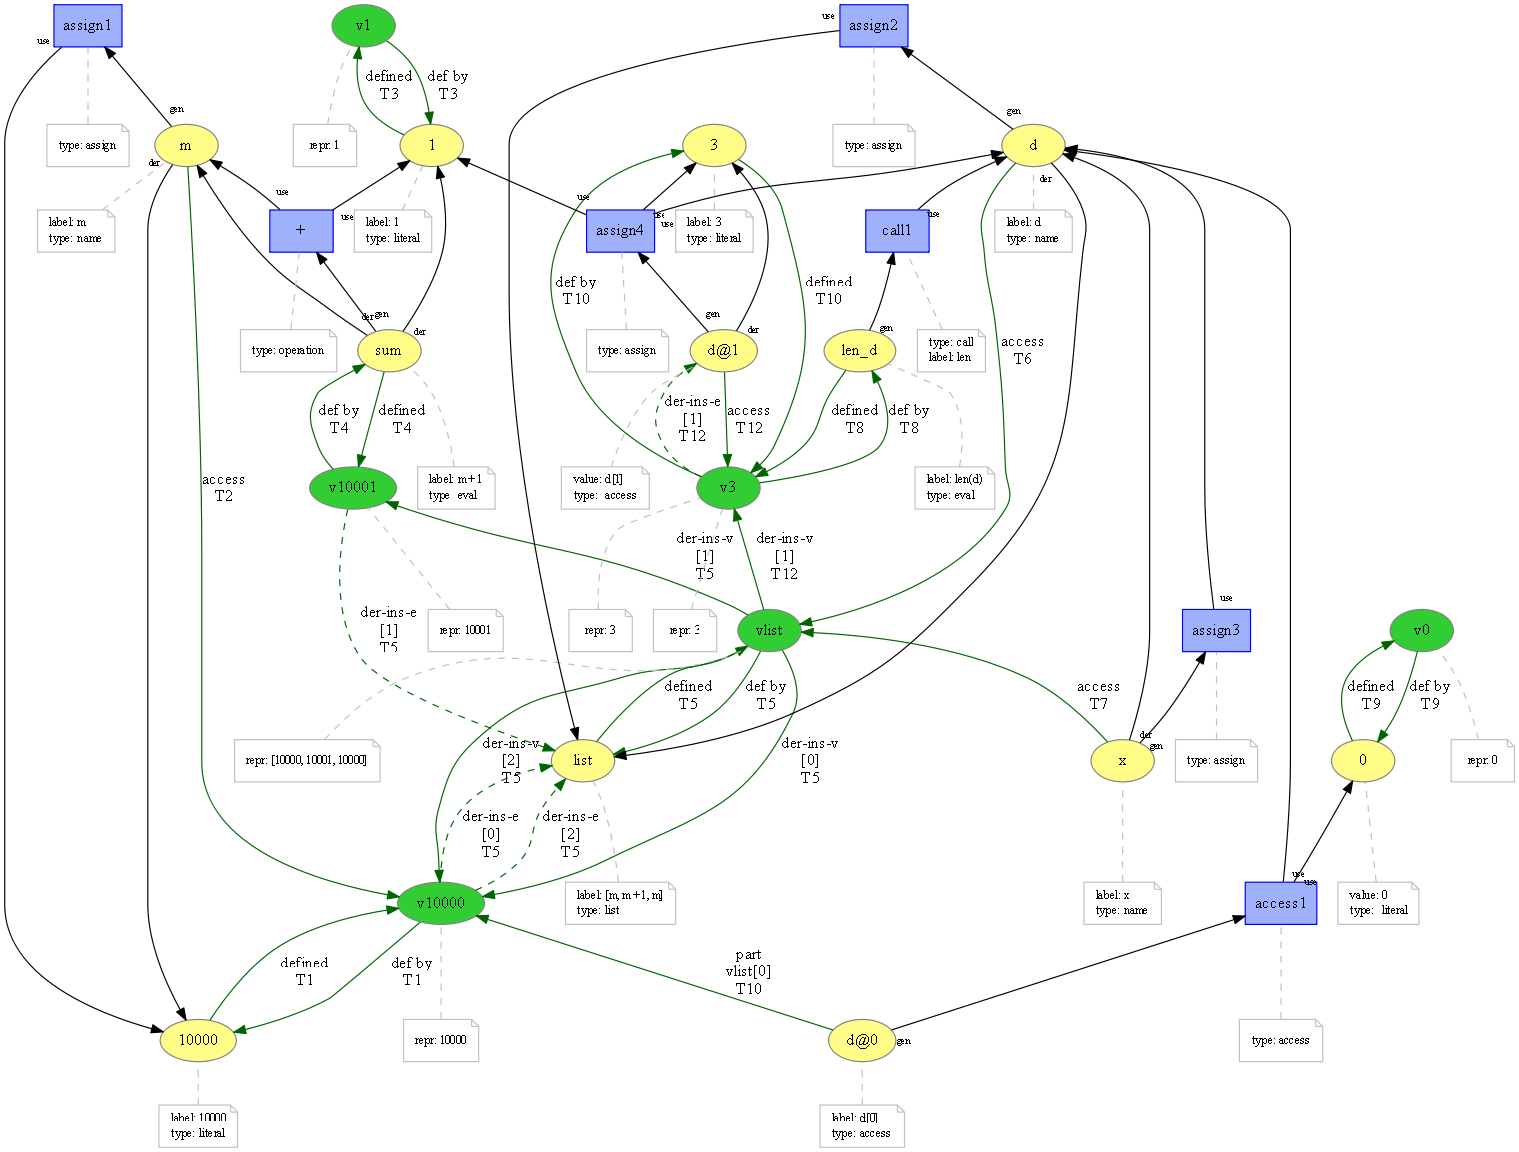 assign1
v1
assign2
use
use
defined
T3
def by
T3
gen
gen
type: assign
m
repr: 1
1
3
type: assign
d
der
der
use
use
label: m
type: name
+
use
label: 1
type: literal
assign4
use
use
label: 3
type: literal
call1
use
label: d
type: name
def by
T10
defined
T10
der
gen
gen
der
der
gen
type: operation
sum
type: assign
d@1
len_d
type: call
label: len
access
T6
def by
T4
defined
T4
der-ins-e
[1]
T12
access
T12
defined
T8
def by
T8
access
T2
v10001
label: m+1
type eval
value: d[1]
type: access
v3
label: len(d)
type: eval
der-ins-v
[1]
T5
der-ins-v
[1]
T12
use
der-ins-e
[1]
T5
repr: 10001
repr: 3
repr: 3
vlist
assign3
v0
defined
T5
def by
T5
access
T7
defined
T9
def by
T9
der
gen
repr: [10000, 10001, 10000]
der-ins-v
[2]
T5
list
der-ins-v
[0]
T5
x
type: assign
0
repr: 0
der-ins-e
[0]
T5
der-ins-e
[2]
T5
use
use
v10000
label: [m, m+1, m]
type: list
label: x
type: name
access1
value: 0
type: literal
defined
T1
def by
T1
part
vlist[0]
T10
10000
repr: 10000
d@0
gen
type: access
label: 10000
type: literal
label: d[0]
type: access